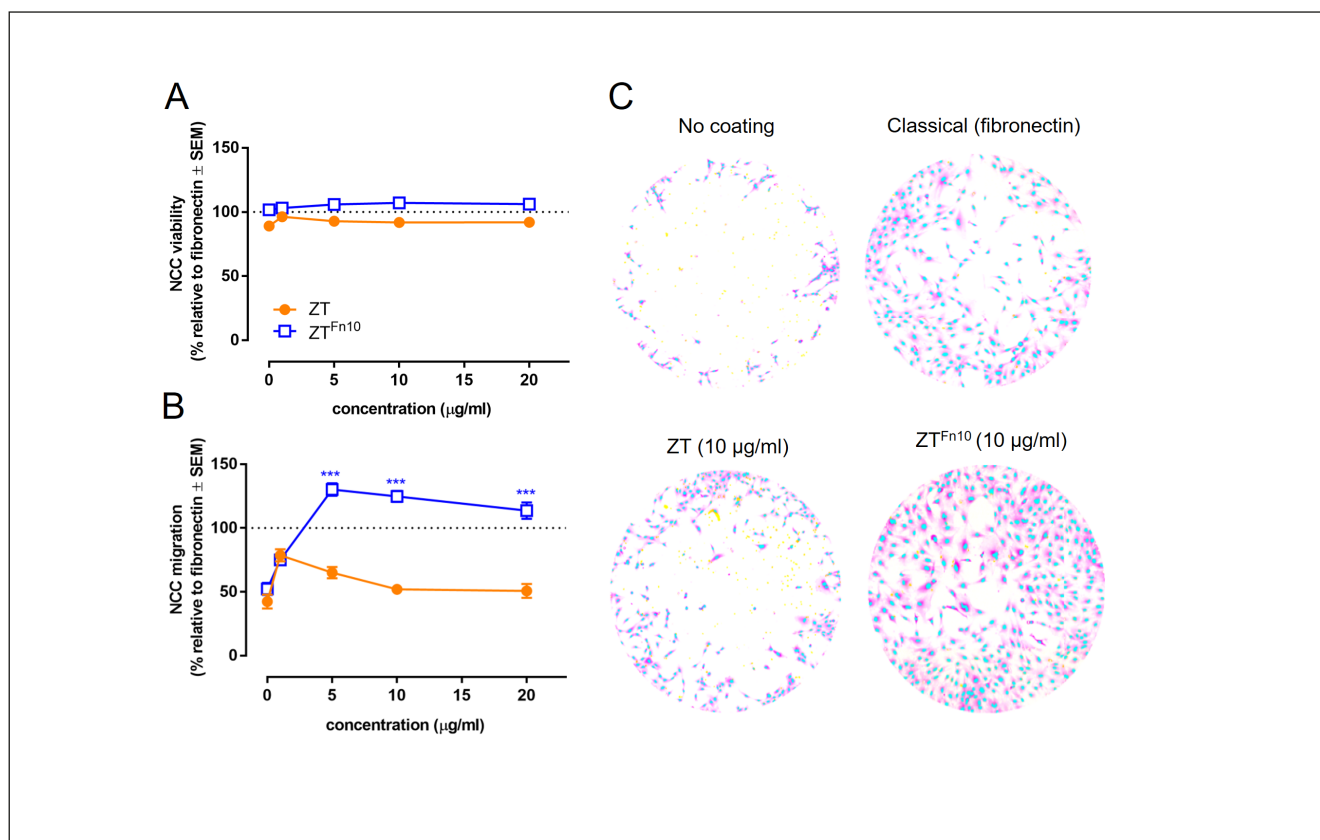 A
NCC viability
(% relative to fibronectin ± SEM)
150
100
50
0
ZT
ZT^Fn10
0 5 10 15 20
concentration (µg/ml)
B
NCC migration
(% relative to fibronectin ± SEM)
150
100
50
0
***
***
***
0 5 10 15 20
concentration (µg/ml)
C
No coating
Classical (fibronectin)
ZT (10 µg/ml)
ZT^Fn10 (10 µg/ml)